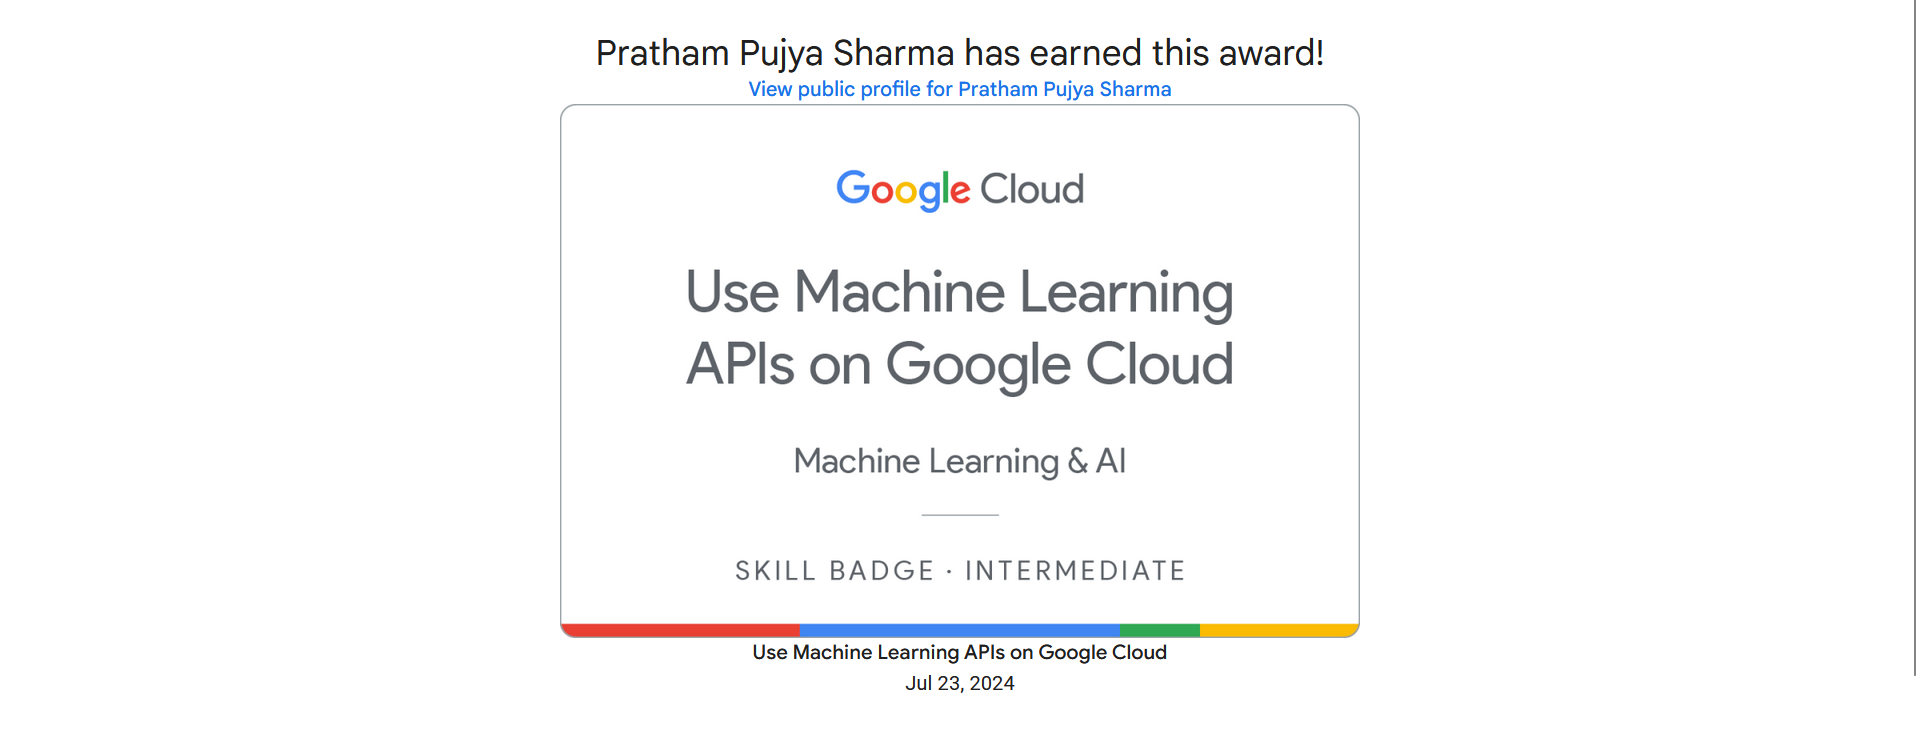 Pratham Pujya Sharma has earned this award!
View public profile for Pratham Pujya Sharma
Google Cloud
Use Machine Learning
APIs on Google Cloud
Machine Learning & AI
SKILL BADGE · INTERMEDIATE
Use Machine Learning APIs on Google Cloud
Jul 23, 2024